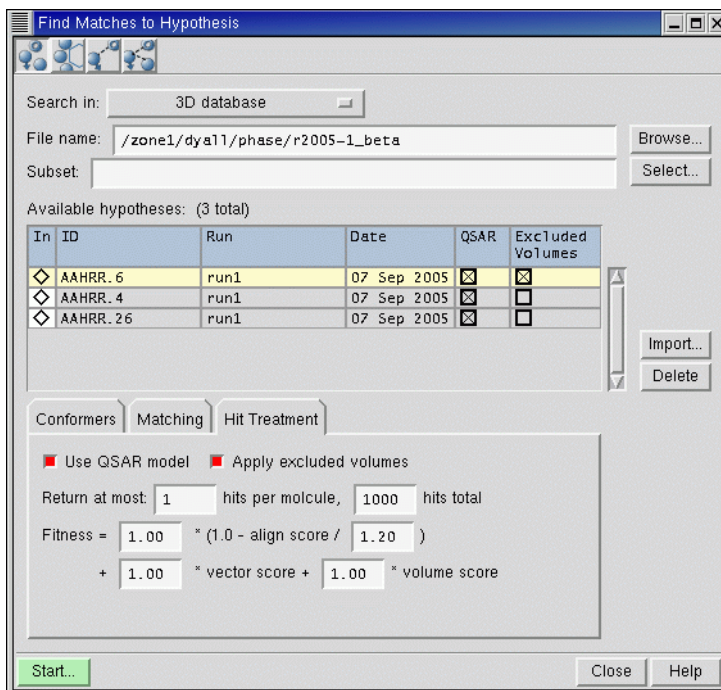 Find Matches to Hypothesis
Search in: 3D database
File name: /zone1/dyall/phase/r2005-1_beta Browse...
Subset: Select...
Available hypotheses: (3 total)
In ID Run Date QSAR Excluded Volumes
AAHRR.6 run1 07 Sep 2005
AAHRR.4 run1 07 Sep 2005
AAHRR.26 run1 07 Sep 2005
Import...
Delete
Conformers Matching Hit Treatment
Use QSAR model Apply excluded volumes
Return at most: 1 hits per molcule, 1000 hits total
Fitness = 1.00 * (1.0 - align score / 1.20 )
+ 1.00 * vector score + 1.00 * volume score
Start... Close Help